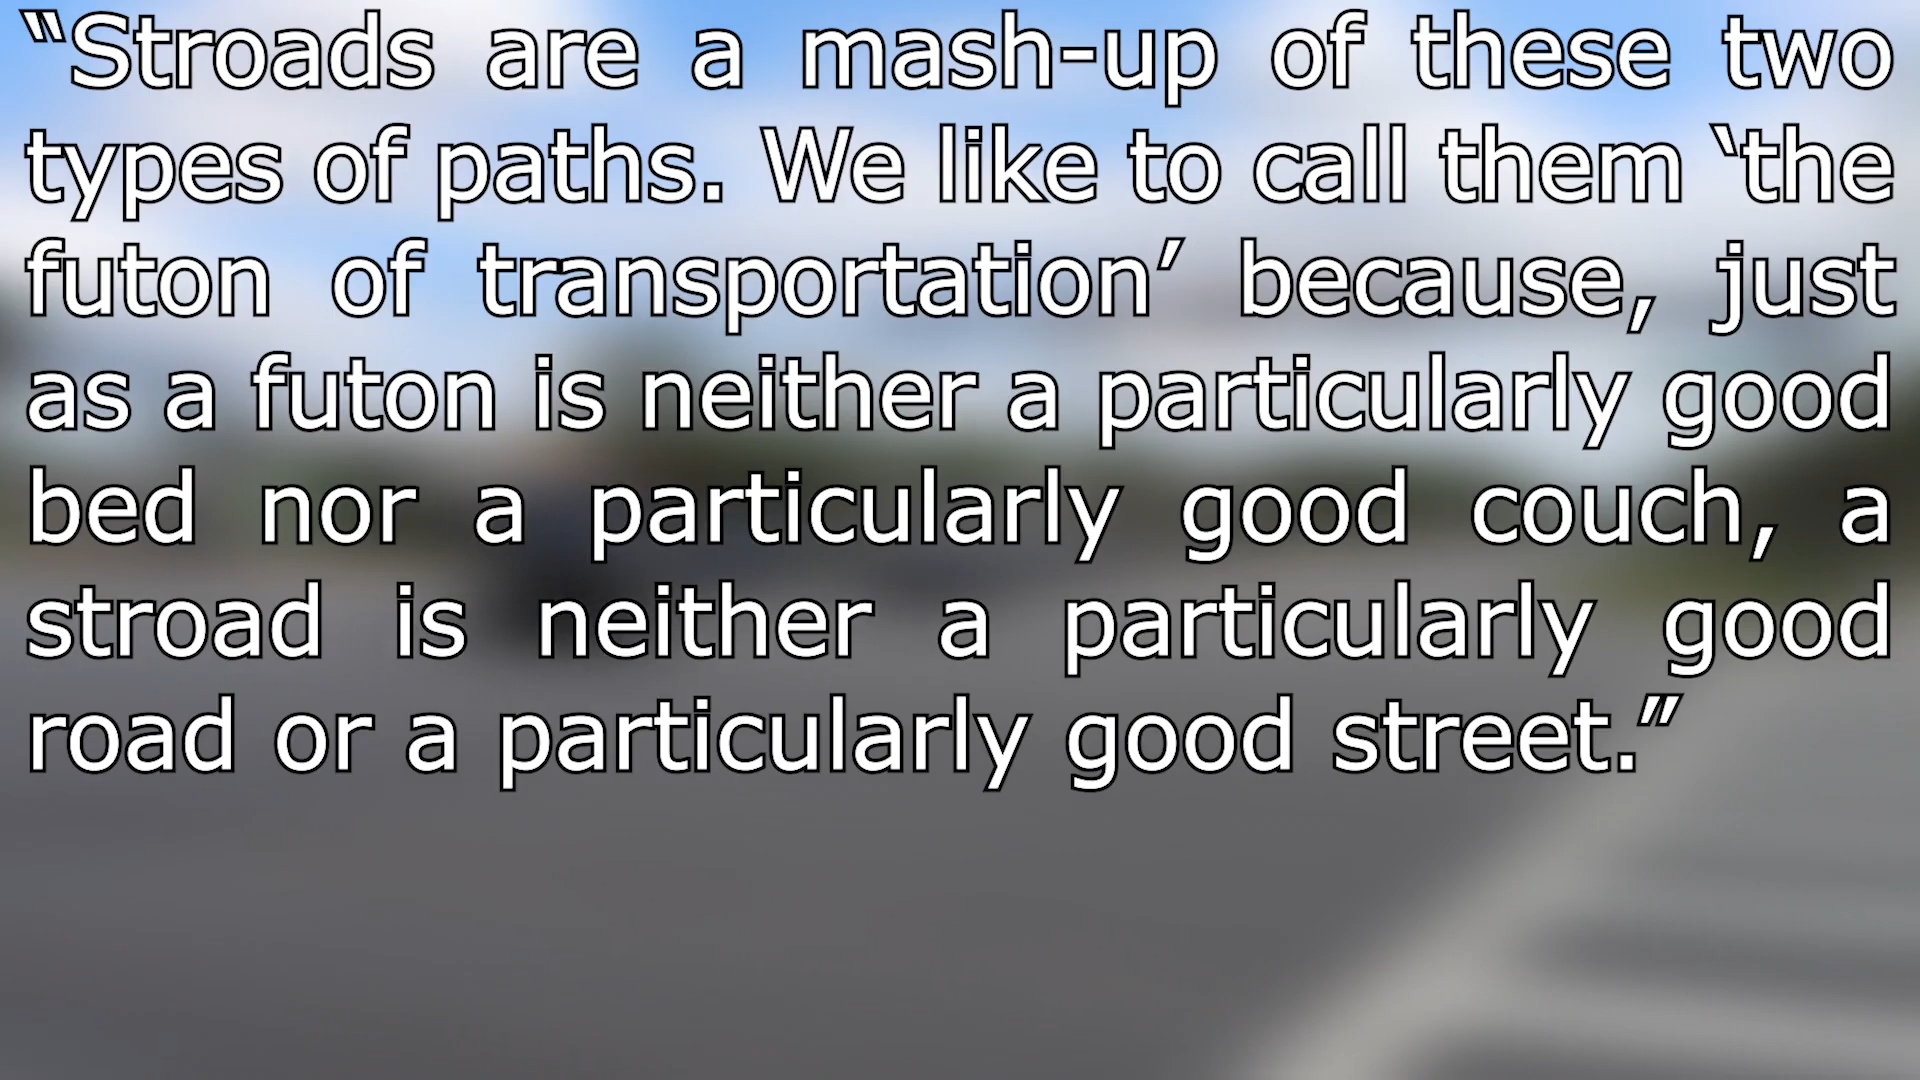 “Stroads are a mash-up of these two
types of paths. We like to call them ‘the
futon of transportation’ because, just
as a futon is neither a particularly good
bed nor a particularly good couch, a
stroad is neither a particularly good
road or a particularly good street.”